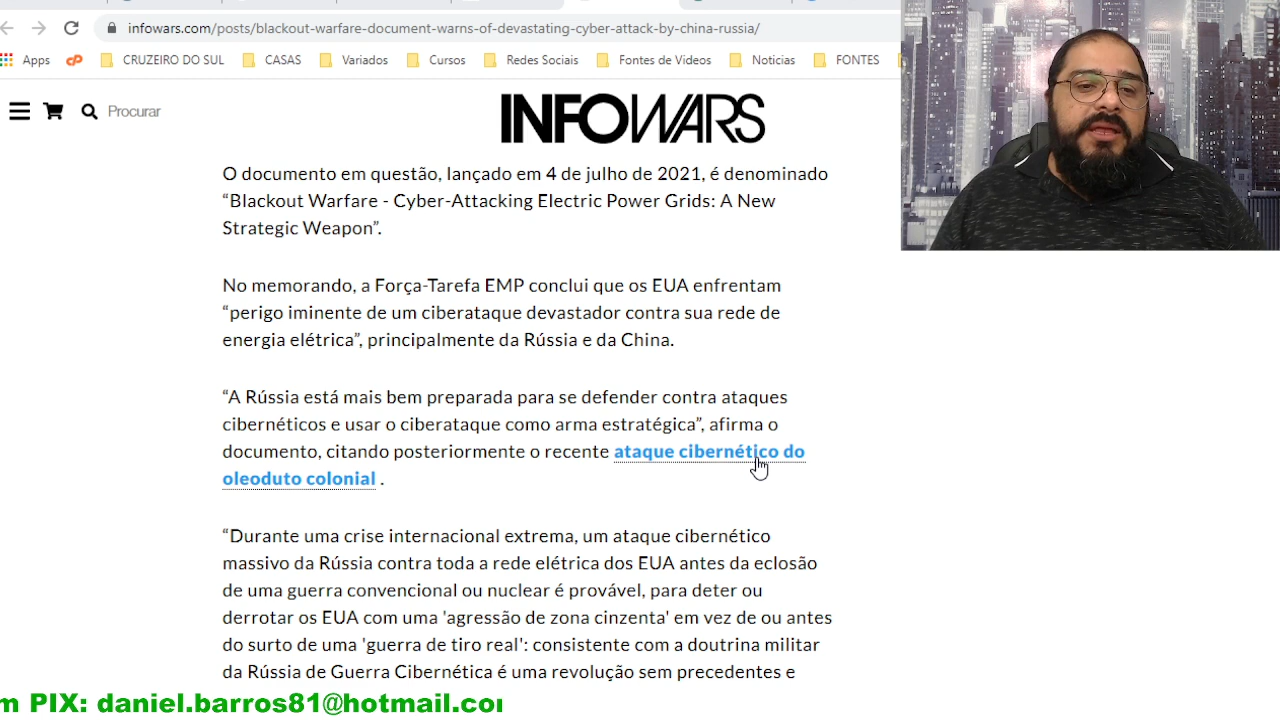 infowars.com/posts/blackout-warfare-document-warns-of-devastating-cyber-attack-by-china-russia/
Apps CRUZEIRO DO SUL CASAS Variados Cursos Redes Sociais Fontes de Videos Noticias FONTES
Procurar
INFOWARS
O documento em questão, lançado em 4 de julho de 2021, é denominado
“Blackout Warfare - Cyber-Attacking Electric Power Grids: A New
Strategic Weapon”.
No memorando, a Força-Tarefa EMP conclui que os EUA enfrentam
“perigo iminente de um ciberataque devastador contra sua rede de
energia elétrica”, principalmente da Rússia e da China.
“A Rússia está mais bem preparada para se defender contra ataques
cibernéticos e usar o ciberataque como arma estratégica”, afirma o
documento, citando posteriormente o recente ataque cibernético do
oleoduto colonial .
“Durante uma crise internacional extrema, um ataque cibernético
massivo da Rússia contra toda a rede elétrica dos EUA antes da eclosão
de uma guerra convencional ou nuclear é provável, para deter ou
derrotar os EUA com uma 'agressão de zona cinzenta' em vez de ou antes
do surto de uma 'guerra de tiro real': consistente com a doutrina militar
da Rússia de Guerra Cibernética é uma revolução sem precedentes e
m PIX: daniel.barros81@hotmail.co